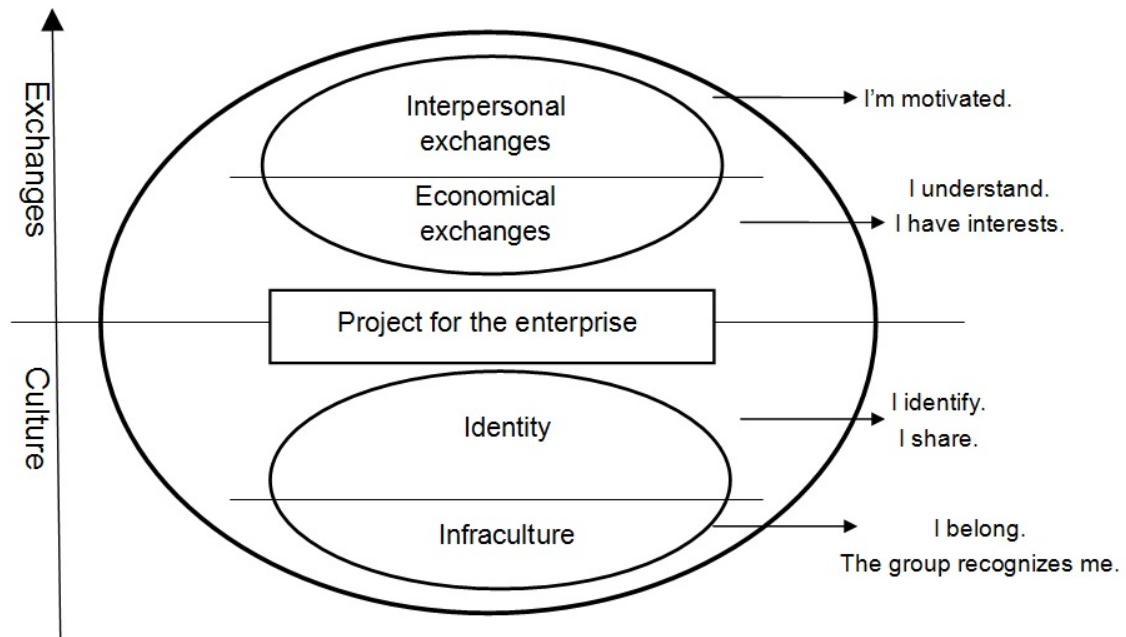 Exchanges
Interpersonal
exchanges
I'm motivated.
Economical
exchanges
I understand.
I have interests.
Project for the enterprise
Culture
Identity
I identify.
I share.
Infraculture
I belong.
The group recognizes me.